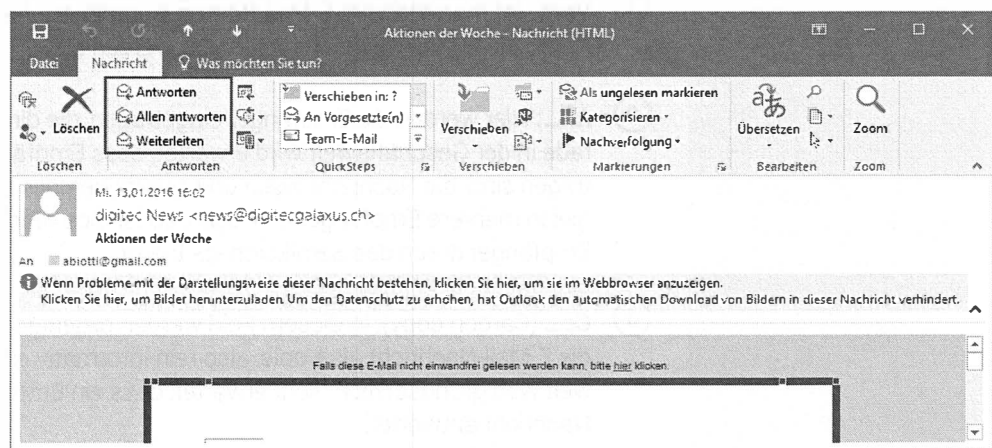 Aktionen der Woche - Nachricht (HTML)
Datei Nachricht Was möchten Sie tun?
Löschen
Antworten
Allen antworten
Weiterleiten
Verschieben in: ?
An Vorgesetzte(n)
Team-E-Mail
Verschieben
Als ungelesen markieren
Kategorisieren
Nachverfolgung
Übersetzen
Zoom
Löschen Antworten QuickSteps Verschieben Markierungen Bearbeiten Zoom
Mi. 13.01.2016 16:02
digitec News <news@digitecgalaxus.ch>
Aktionen der Woche
An abiotti@gmail.com
Wenn Probleme mit der Darstellungsweise dieser Nachricht bestehen, klicken Sie hier, um sie im Webbrowser anzuzeigen.
Klicken Sie hier, um Bilder herunterzuladen. Um den Datenschutz zu erhöhen, hat Outlook den automatischen Download von Bildern in dieser Nachricht verhindert.
Falls diese E-Mail nicht einwandfrei gelesen werden kann, bitte hier klicken.